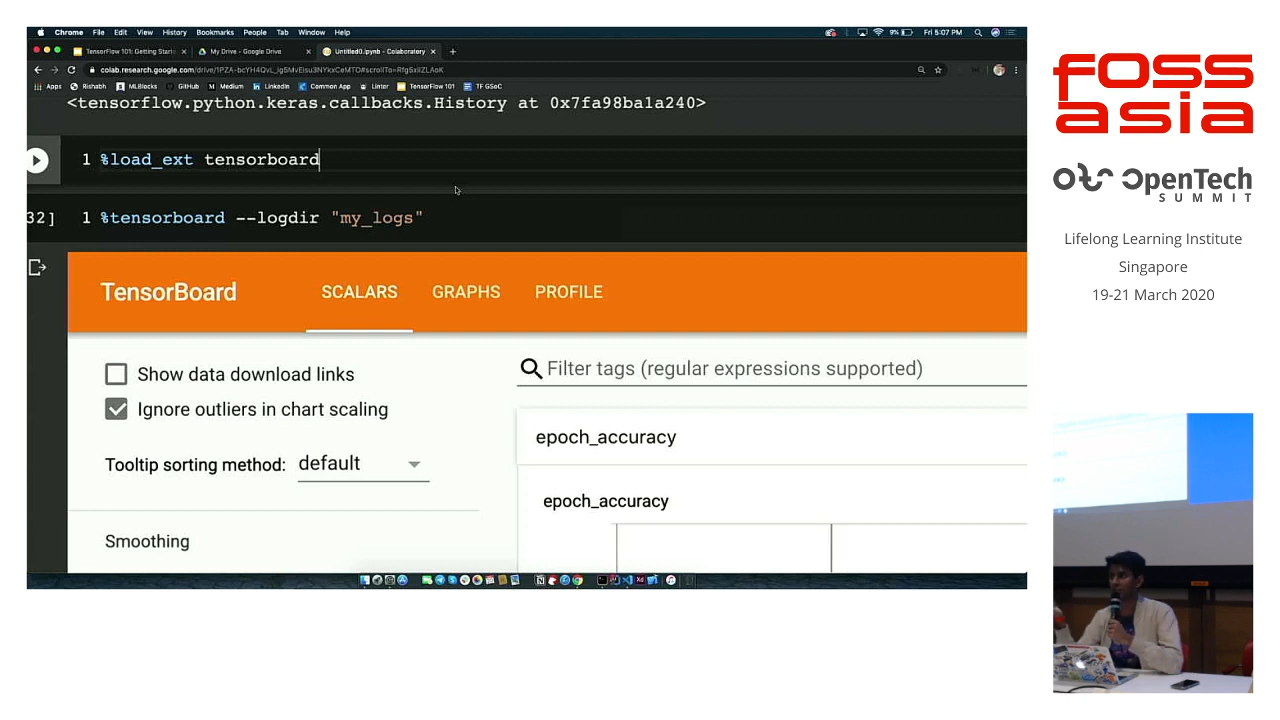 Chrome File Edit View History Bookmarks People Tab Window Help 9% Fri 5:07 PM
TensorFlow 101: Getting Start My Drive - Google Drive Untitled0.ipynb - Colaboratory
Apps Rishabh MLBlocks GitHub Medium LinkedIn Common App Linter TensorFlow 101 TF GSoC
<tensorflow.python.keras.callbacks.History at 0x7fa98ba1a240>
1 %load_ext tensorboard
32] 1 %tensorboard --logdir "my_logs"
TensorBoard SCALARS GRAPHS PROFILE
Show data download links
Ignore outliers in chart scaling
Tooltip sorting method: default
Smoothing
Filter tags (regular expressions supported)
epoch_accuracy
epoch_accuracy
FOSS
asia
OpenTech
SUMMIT
Lifelong Learning Institute
Singapore
19-21 March 2020